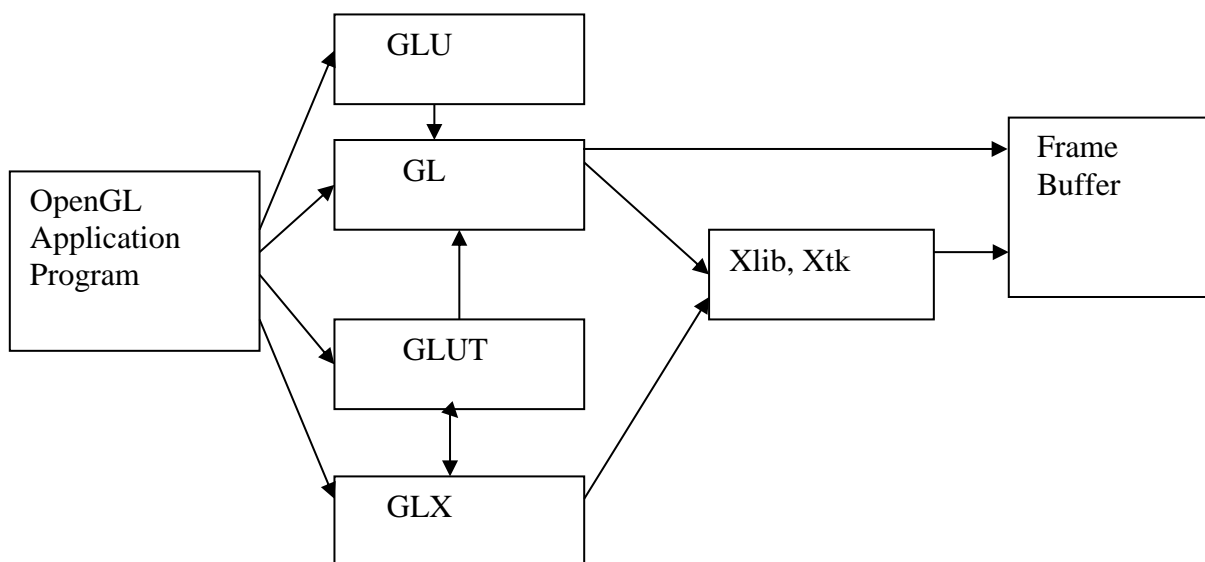 GLU
GL
OpenGL
Application
Program
GLUT
GLX
Xlib, Xtk
Frame
Buffer